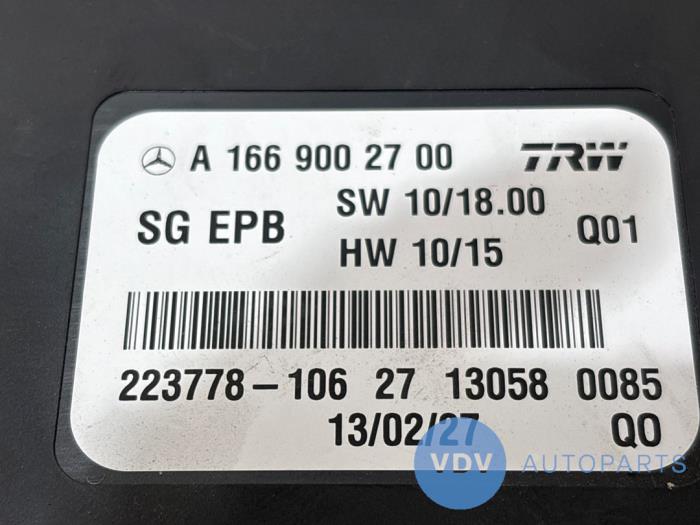 A 166 900 27 00 TRW
SG EPB SW 10/18.00 Q01
HW 10/15
223778-106 27 13058 0085
13/02/27 QO
VDV AUTOPARTS